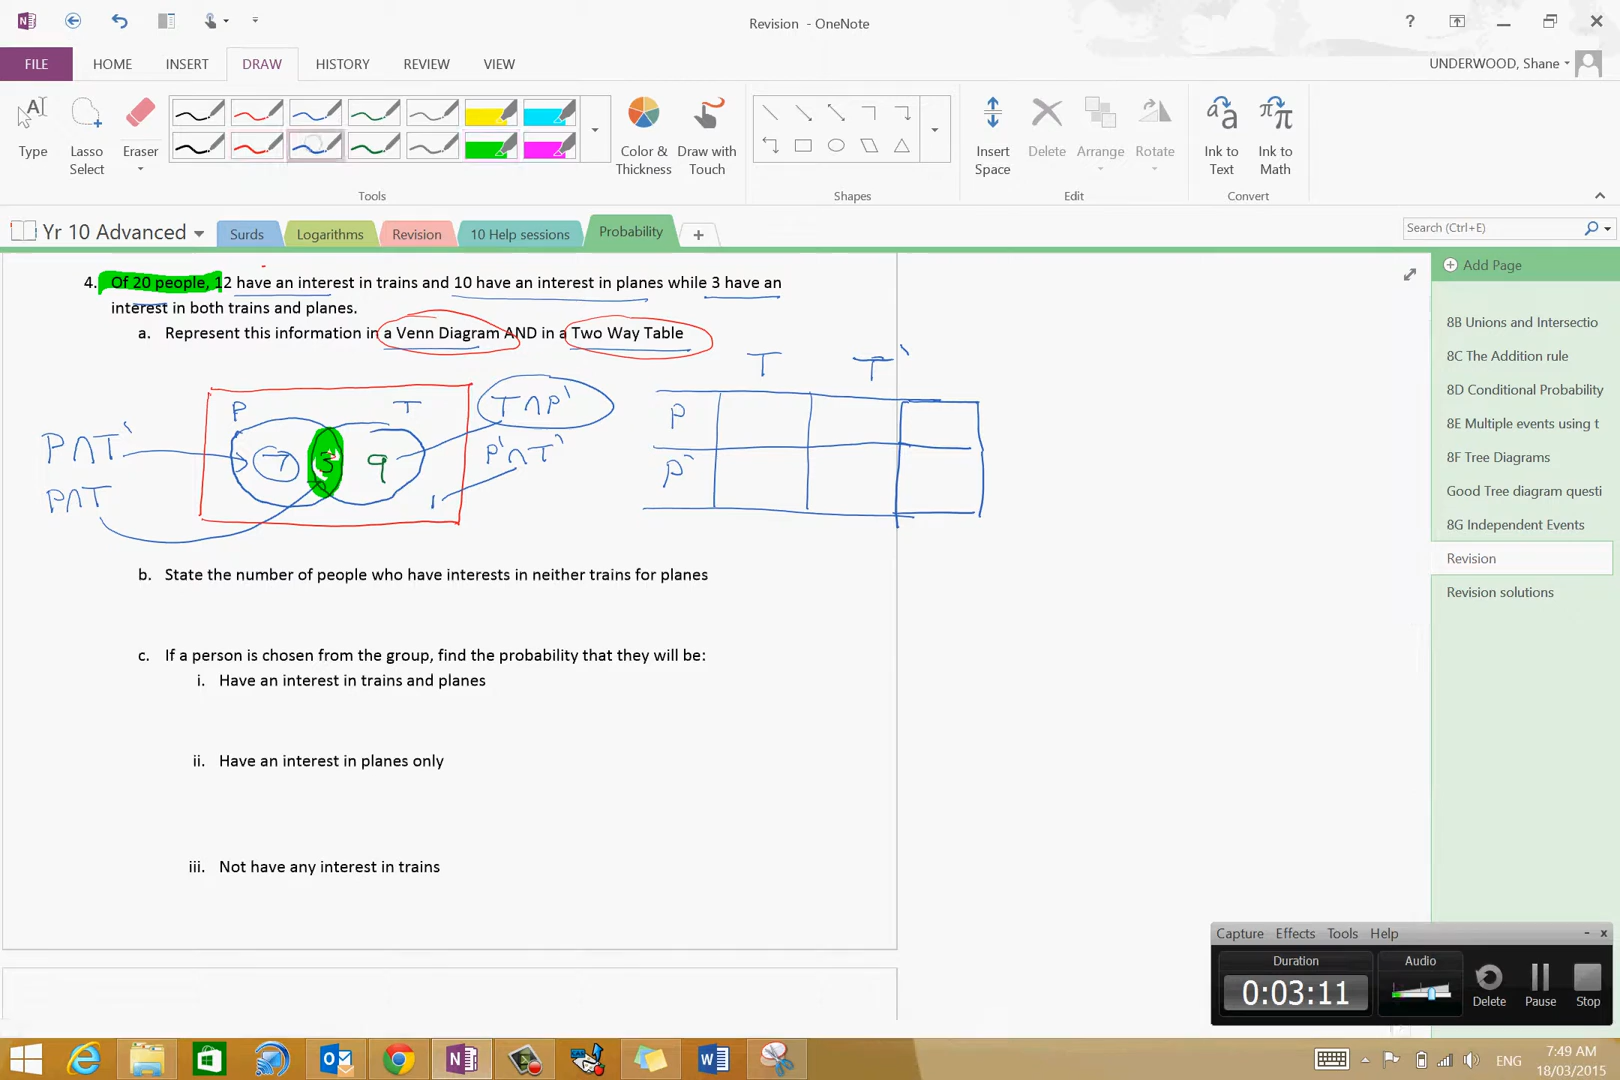 Revision - OneNote
FILE HOME INSERT DRAW HISTORY REVIEW VIEW
UNDERWOOD, Shane
Type
Lasso Select
Eraser
Color & Thickness
Draw with Touch
Insert Space
Delete
Arrange
Rotate
Ink to Text
Ink to Math
Tools
Shapes
Edit
Convert
Yr 10 Advanced
Surds
Logarithms
Revision
10 Help sessions
Probability
Search (Ctrl+E)
4. Of 20 people, 12 have an interest in trains and 10 have an interest in planes while 3 have an
interest in both trains and planes.
a. Represent this information in a Venn Diagram AND in a Two Way Table
T T'
P T
T∩P'
P
P∩T'
7 3 9
P'∩T'
P'
P∩T
1
b. State the number of people who have interests in neither trains for planes
c. If a person is chosen from the group, find the probability that they will be:
i. Have an interest in trains and planes
ii. Have an interest in planes only
iii. Not have any interest in trains
Add Page
8B Unions and Intersectio
8C The Addition rule
8D Conditional Probability
8E Multiple events using t
8F Tree Diagrams
Good Tree diagram questi
8G Independent Events
Revision
Revision solutions
Capture Effects Tools Help
Duration
0:03:11
Audio
Delete
Pause
Stop
ENG
7:49 AM
18/03/2015